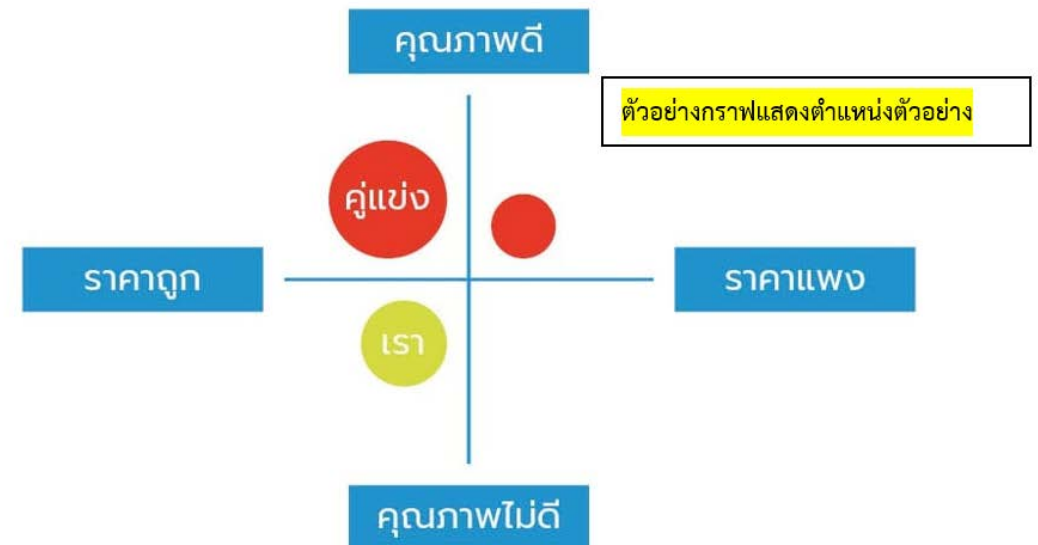 คุณภาพดี
ตัวอย่างกราฟแสดงตำแหน่งตัวอย่าง
คู่แข่ง
ราคาถูก
ราคาแพง
เรา
คุณภาพไม่ดี